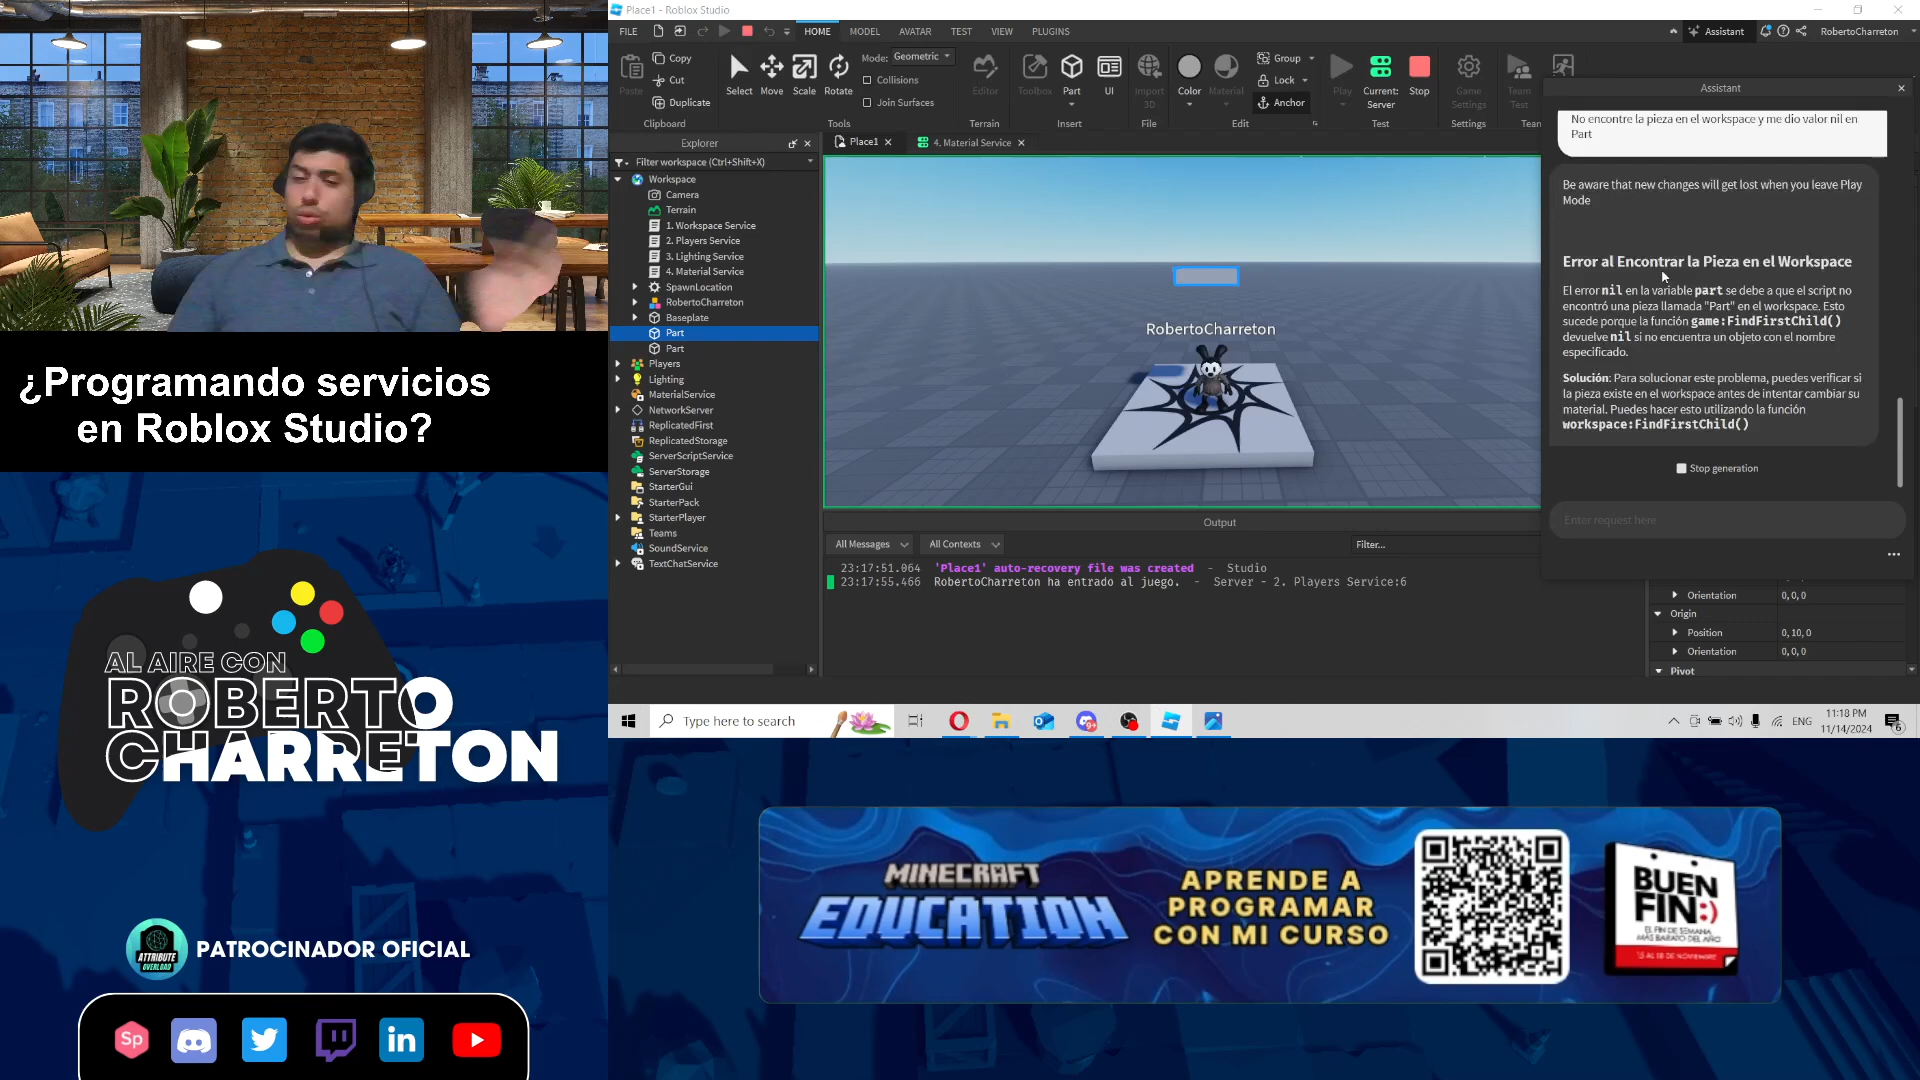 ¿Programando servicios
en Roblox Studio?
AL AIRE CON
ROBERTO
CHARRETON
PATROCINADOR OFICIAL
ATTRIBUTE
OVERLOAD
Sp
in
Place1 - Roblox Studio
FILE
HOME
MODEL
AVATAR
TEST
VIEW
PLUGINS
Assistant
RobertoCharreton
Paste
Copy
Cut
Duplicate
Clipboard
Select
Move
Scale
Rotate
Mode: Geometric
Collisions
Join Surfaces
Tools
Editor
Terrain
Toolbox
Part
UI
Insert
Import
3D
File
Color
Material
Group
Lock
Anchor
Edit
Play
Current:
Server
Stop
Test
Game
Settings
Settings
Team
Test
Team
Explorer
Filter workspace (Ctrl+Shift+X)
Workspace
Camera
Terrain
1. Workspace Service
2. Players Service
3. Lighting Service
4. Material Service
SpawnLocation
RobertoCharreton
Baseplate
Part
Part
Players
Lighting
MaterialService
NetworkServer
ReplicatedFirst
ReplicatedStorage
ServerScriptService
ServerStorage
StarterGui
StarterPack
StarterPlayer
Teams
SoundService
TextChatService
Place1
4. Material Service
RobertoCharreton
Output
All Messages
All Contexts
Filter...
23:17:51.064 'Place1' auto-recovery file was created - Studio
23:17:55.466 RobertoCharreton ha entrado al juego. - Server - 2. Players Service:6
Assistant
No encontre la pieza en el workspace y me dio valor nil en
Part
Be aware that new changes will get lost when you leave Play
Mode
Error al Encontrar la Pieza en el Workspace
El error nil en la variable part se debe a que el script no
encontró una pieza llamada "Part" en el workspace. Esto
sucede porque la función game:FindFirstChild()
devuelve nil si no encuentra un objeto con el nombre
especificado.
Solución: Para solucionar este problema, puedes verificar si
la pieza existe en el workspace antes de intentar cambiar su
material. Puedes hacer esto utilizando la función
workspace:FindFirstChild()
Stop generation
Enter request here
Orientation 0, 0, 0
Origin
Position 0, 10, 0
Orientation 0, 0, 0
Pivot
Type here to search
ENG
11:18 PM
11/14/2024
6
MINECRAFT
EDUCATION
APRENDE A
PROGRAMAR
CON MI CURSO
BUEN
FIN:)
EL FIN DE SEMANA
MÁS BARATO DEL AÑO